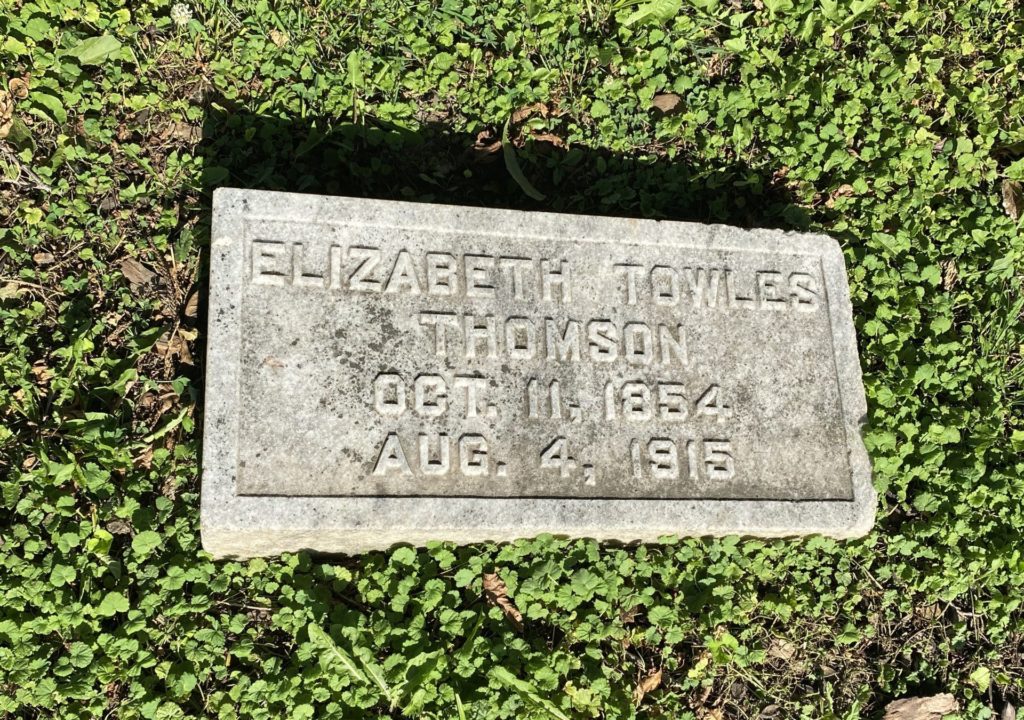 ELIZABETH TOWLES
THOMSON
OCT. 11, 1854
AUG. 4, 1915